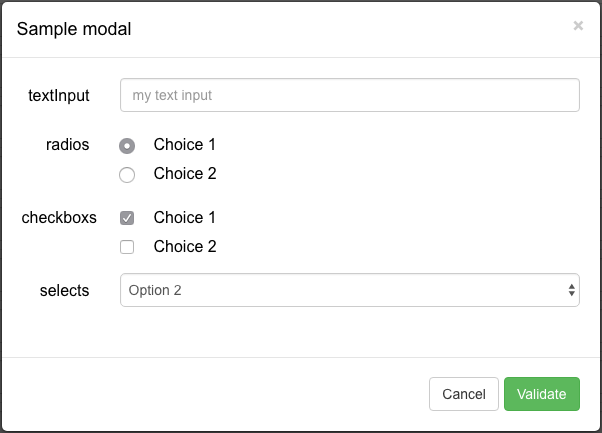 Sample modal ×
textInput my text input
radios Choice 1
Choice 2
checkboxs Choice 1
Choice 2
selects Option 2
Cancel Validate